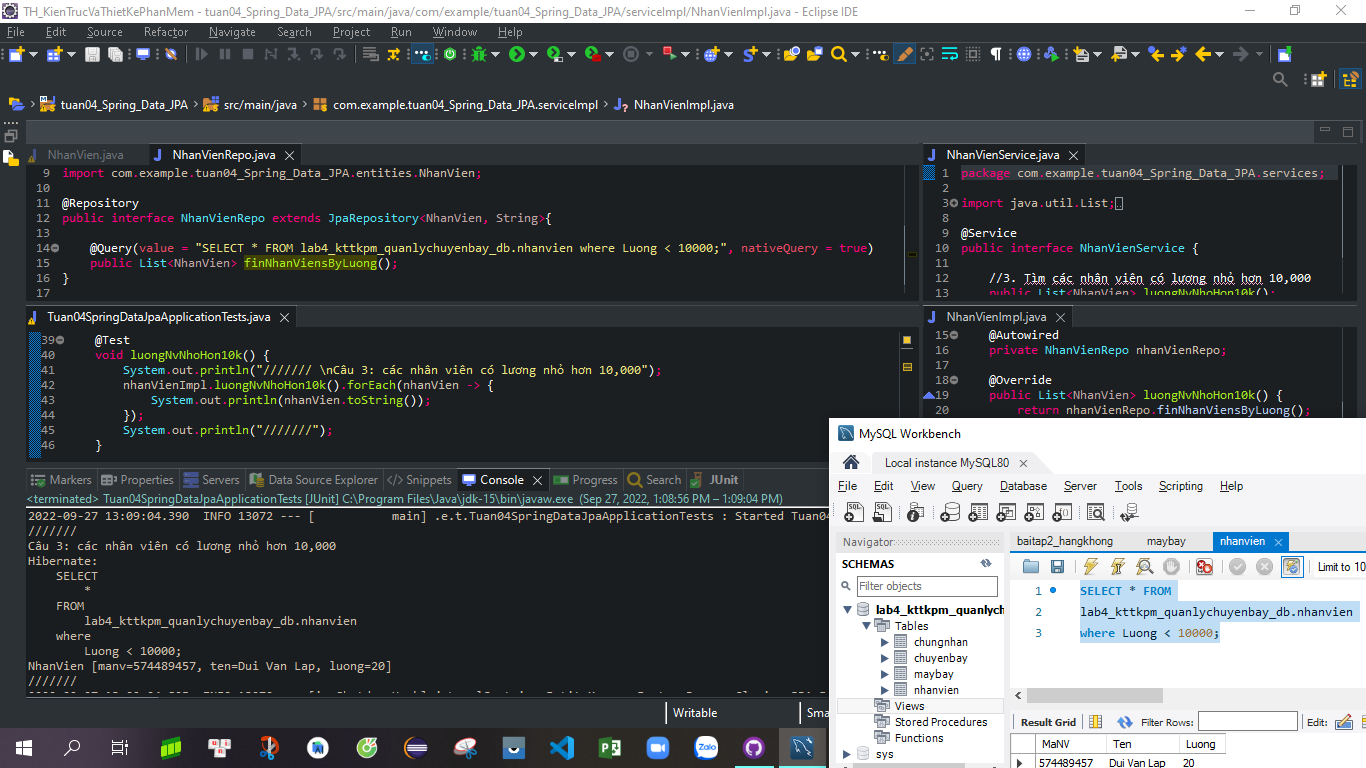 TH_KienTrucVaThietKePhanMem - tuan04_Spring_Data_JPA/src/main/java/com/example/tuan04_Spring_Data_JPA/serviceImpl/NhanVienImpl.java - Eclipse IDE
File Edit Source Refactor Navigate Search Project Run Window Help
tuan04_Spring_Data_JPA src/main/java com.example.tuan04_Spring_Data_JPA.serviceImpl NhanVienImpl.java
NhanVien.java NhanVienRepo.java
9 import com.example.tuan04_Spring_Data_JPA.entities.NhanVien;
10
11 @Repository
12 public interface NhanVienRepo extends JpaRepository<NhanVien, String>{
13
14 @Query(value = "SELECT * FROM lab4_kttkpm_quanlychuyenbay_db.nhanvien where Luong < 10000;", nativeQuery = true)
15 public List<NhanVien> finNhanViensByLuong();
16 }
17
NhanVienService.java
1 package com.example.tuan04_Spring_Data_JPA.services;
2
3 import java.util.List;
8
9 @Service
10 public interface NhanVienService {
11
12 //3. Tìm các nhân viên có lương nhỏ hơn 10,000
13 public List<NhanVien> luongNvNhoHon10k();
Tuan04SpringDataJpaApplicationTests.java
39 @Test
40 void luongNvNhoHon10k() {
41 System.out.println("/////// \nCâu 3: các nhân viên có lương nhỏ hơn 10,000");
42 nhanVienImpl.luongNvNhoHon10k().forEach(nhanVien -> {
43 System.out.println(nhanVien.toString());
44 });
45 System.out.println("///////");
46 }
NhanVienImpl.java
15 @Autowired
16 private NhanVienRepo nhanVienRepo;
17
18 @Override
19 public List<NhanVien> luongNvNhoHon10k() {
20 return nhanVienRepo.finNhanViensByLuong();
Markers Properties Servers Data Source Explorer Snippets Console Progress Search JUnit
<terminated> Tuan04SpringDataJpaApplicationTests [JUnit] C:\Program Files\Java\jdk-15\bin\javaw.exe (Sep 27, 2022, 1:08:56 PM – 1:09:04 PM)
2022-09-27 13:09:04.390 INFO 13072 --- [ main] .e.t.Tuan04SpringDataJpaApplicationTests : Started Tuan04
///////
Câu 3: các nhân viên có lương nhỏ hơn 10,000
Hibernate:
SELECT
*
FROM
lab4_kttkpm_quanlychuyenbay_db.nhanvien
where
Luong < 10000;
NhanVien [manv=574489457, ten=Dui Van Lap, luong=20]
///////
Writable
Sma
MySQL Workbench
Local instance MySQL80
File Edit View Query Database Server Tools Scripting Help
Navigator
SCHEMAS
Filter objects
lab4_kttkpm_quanlych
Tables
chungnhan
chuyenbay
maybay
nhanvien
Views
Stored Procedures
Functions
sys
baitap2_hangkhong maybay nhanvien
Limit to 10
1 SELECT * FROM
2 lab4_kttkpm_quanlychuyenbay_db.nhanvien
3 where Luong < 10000;
Result Grid Filter Rows: Edit:
MaNV Ten Luong
574489457 Dui Van Lap 20
Zalo